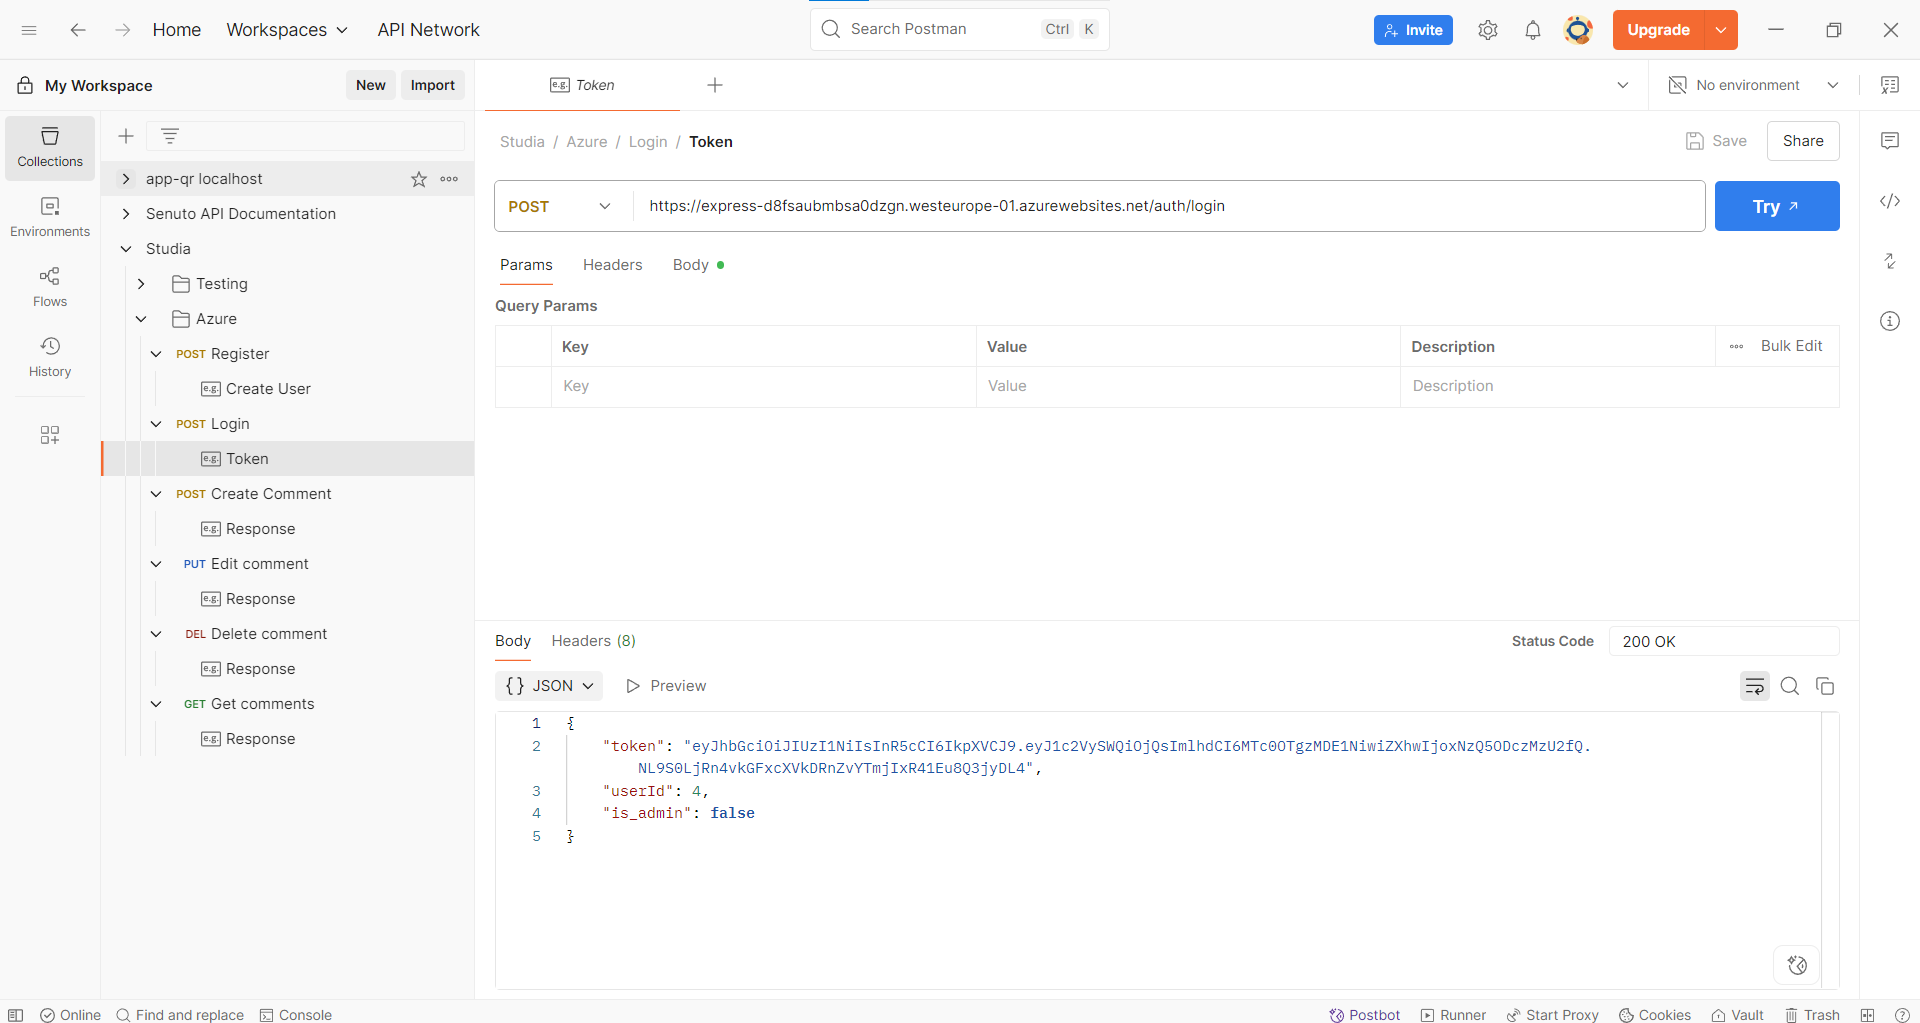 Home Workspaces API Network Search Postman Ctrl K Invite Upgrade
My Workspace New Import e.g. Token No environment
Collections
Environments
Flows
History
app-qr localhost
Senuto API Documentation
Studia
Testing
Azure
POST Register
e.g. Create User
POST Login
e.g. Token
POST Create Comment
e.g. Response
PUT Edit comment
e.g. Response
DEL Delete comment
e.g. Response
GET Get comments
e.g. Response
Studia / Azure / Login / Token Save Share
POST https://express-d8fsaubmbsa0dzgn.westeurope-01.azurewebsites.net/auth/login Try
Params Headers Body
Query Params
Key Value Description Bulk Edit
Key Value Description
Body Headers (8) Status Code 200 OK
{} JSON Preview
1 {
2 "token": "eyJhbGciOiJIUzI1NiIsInR5cCI6IkpXVCJ9.eyJ1c2VySWQiOjQsImlhdCI6MTc0OTgzMDE1NiwiZXhwIjoxNzQ5ODczMzU2fQ.
NL9S0LjRn4vkGFxcXVkDRnZvYTmjIxR41Eu8Q3jyDL4",
3 "userId": 4,
4 "is_admin": false
5 }
Online Find and replace Console Postbot Runner Start Proxy Cookies Vault Trash